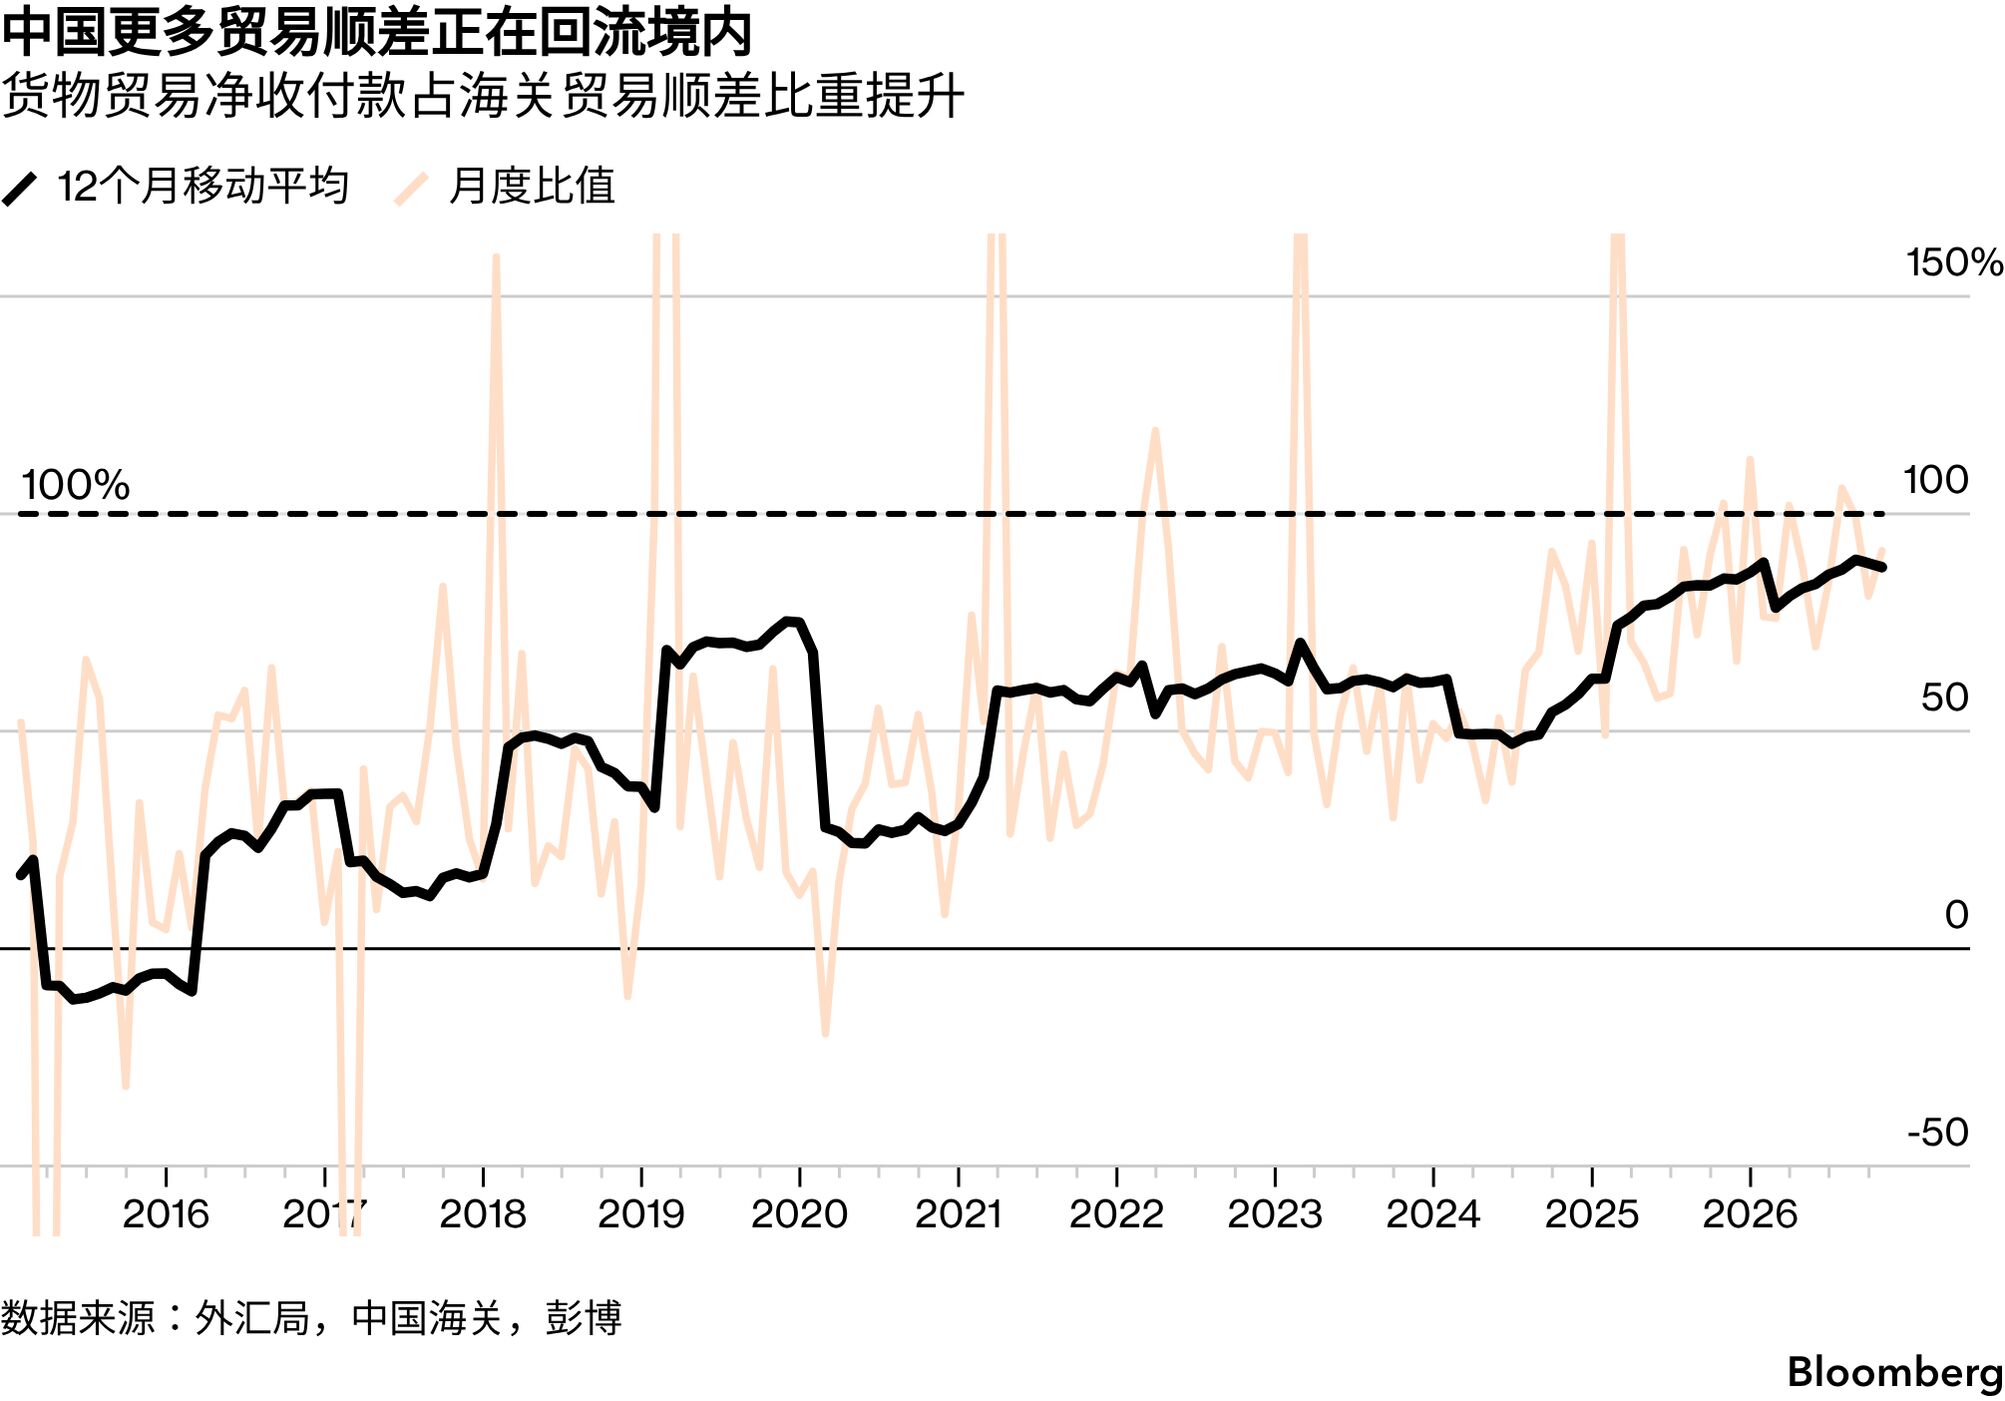 中国更多贸易顺差正在回流境内
货物贸易净收付款占海关贸易顺差比重提升
12个月移动平均 月度比值
150%
100% 100
50
0
-50
2016 2017 2018 2019 2020 2021 2022 2023 2024 2025 2026
数据来源：外汇局，中国海关，彭博
Bloomberg